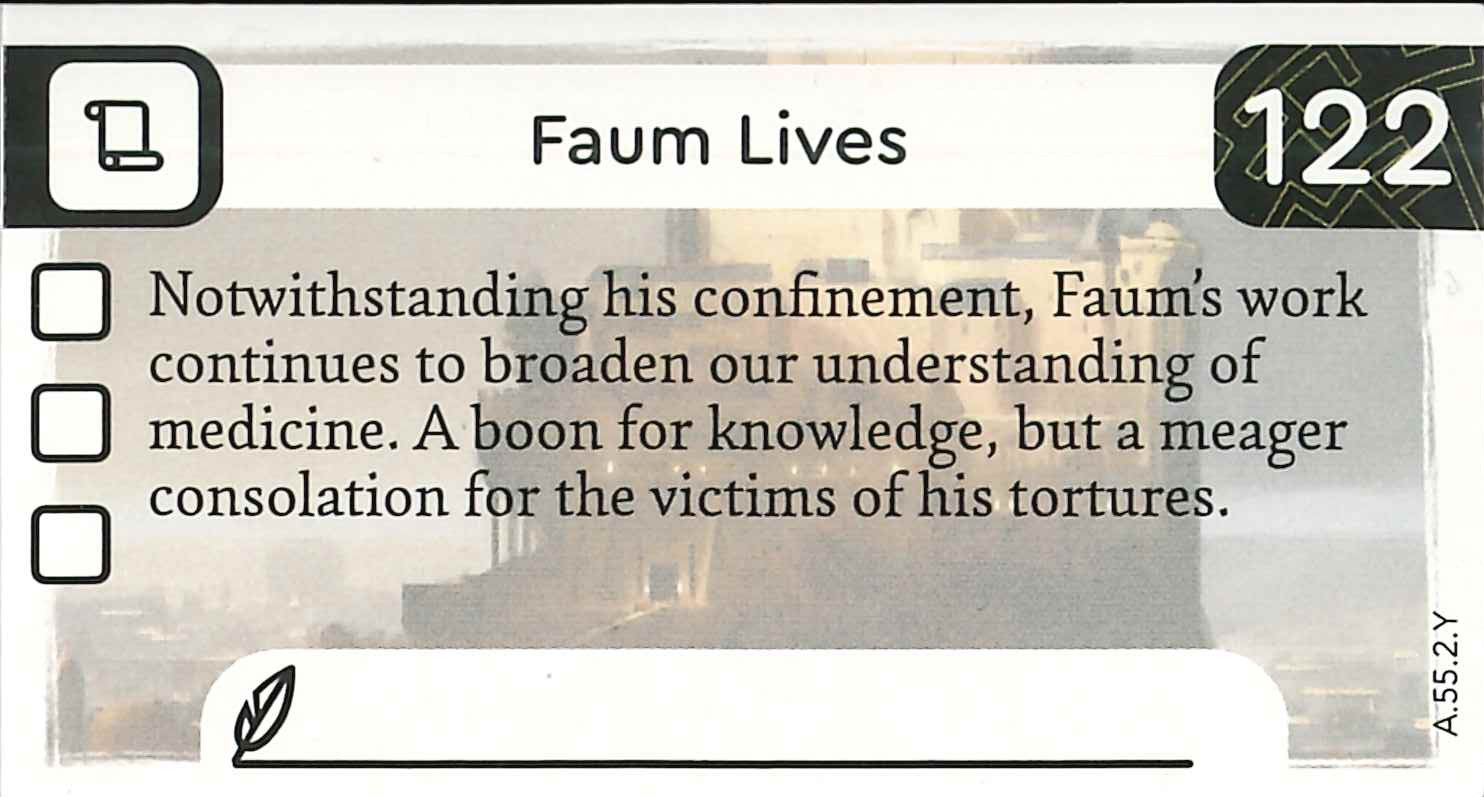 Faum Lives
122
Notwithstanding his confinement, Faum's work
continues to broaden our understanding of
medicine. A boon for knowledge, but a meager
consolation for the victims of his tortures.
A.55.2.Y